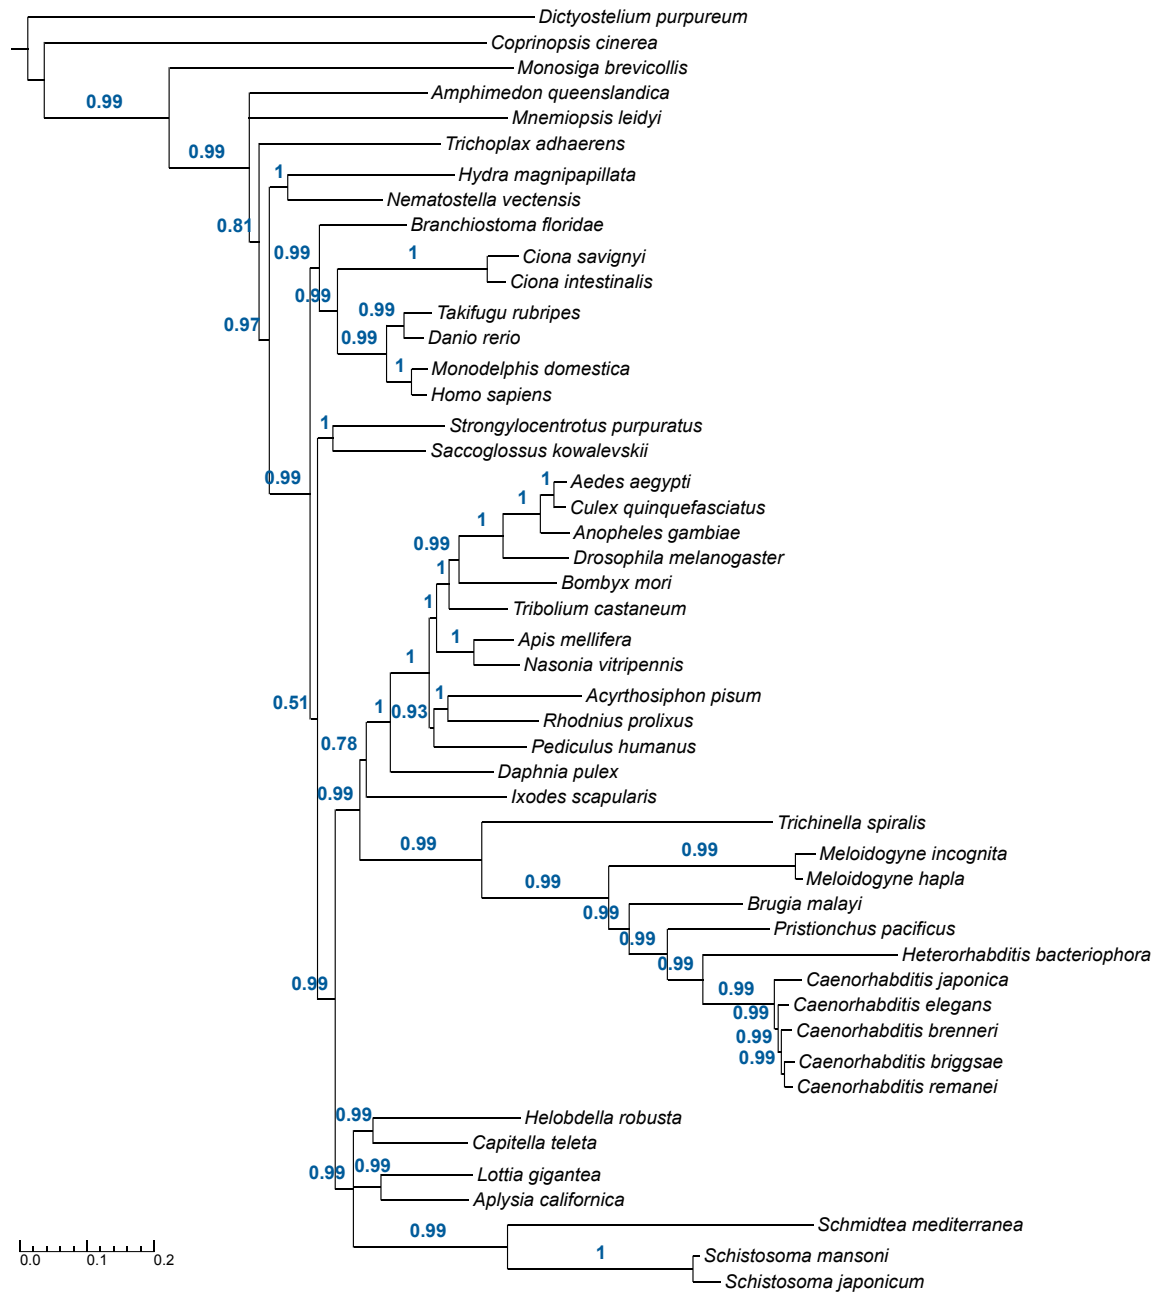 Dictyostelium purpureum
Coprinopsis cinerea
Monosiga brevicollis
0.99
Amphimedon queenslandica
Mnemiopsis leidyi
0.99
Trichoplax adhaerens
1
Hydra magnipapillata
Nematostella vectensis
0.81
Branchiostoma floridae
0.99
1
Ciona savignyi
Ciona intestinalis
0.99
0.99
Takifugu rubripes
0.97
0.99
Danio rerio
1
Monodelphis domestica
Homo sapiens
1
Strongylocentrotus purpuratus
Saccoglossus kowalevskii
0.99
1
Aedes aegypti
1
Culex quinquefasciatus
1
Anopheles gambiae
0.99
Drosophila melanogaster
1
Bombyx mori
1
Tribolium castaneum
1
Apis mellifera
1
Nasonia vitripennis
1
Acyrthosiphon pisum
0.51
1
0.93
Rhodnius prolixus
0.78
Pediculus humanus
Daphnia pulex
0.99
Ixodes scapularis
Trichinella spiralis
0.99
0.99
Meloidogyne incognita
0.99
Meloidogyne hapla
0.99
Brugia malayi
0.99
Pristionchus pacificus
0.99
Heterorhabditis bacteriophora
0.99
0.99
Caenorhabditis japonica
0.99
Caenorhabditis elegans
0.99
Caenorhabditis brenneri
0.99
Caenorhabditis briggsae
Caenorhabditis remanei
0.99
Helobdella robusta
Capitella teleta
0.99
0.99
Lottia gigantea
Aplysia californica
0.99
Schmidtea mediterranea
1
Schistosoma mansoni
Schistosoma japonicum
0.0 0.1 0.2